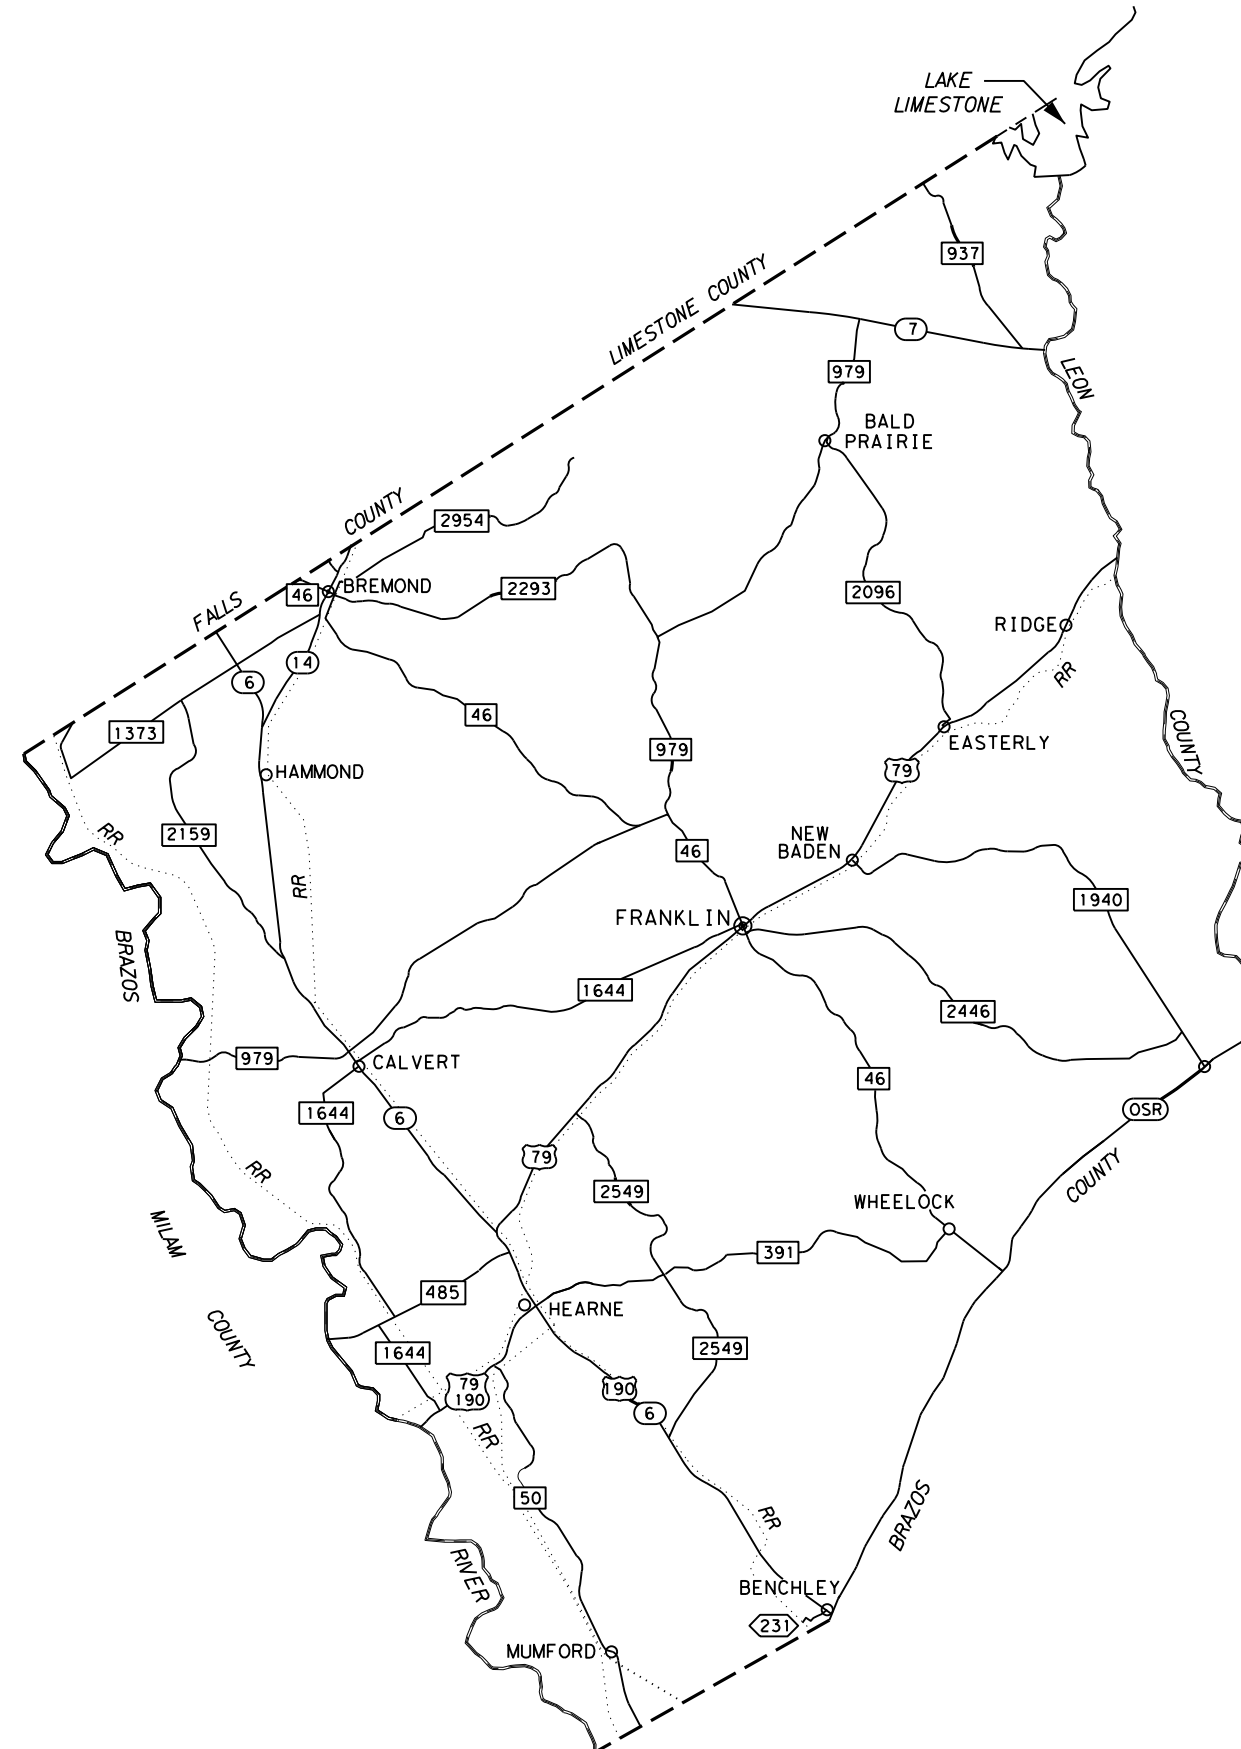 LAKE
LIMESTONE
937
LIMESTONE COUNTY
7
979
LEON
BALD
PRAIRIE
COUNTY
2954
46
BREMOND
2293
2096
FALLS
RIDGE
14
RR
6
46
1373
COUNTY
979
EASTERLY
79
HAMMOND
RR
2159
NEW
BADEN
46
RR
1940
FRANKLIN
BRAZOS
1644
2446
979
CALVERT
46
1644
6
OSR
79
RR
COUNTY
2549
WHEELOCK
MILAM
391
485
HEARNE
COUNTY
1644
2549
79
190
190
6
RR
50
RR
BRAZOS
RIVER
BENCHLEY
231
MUMFORD